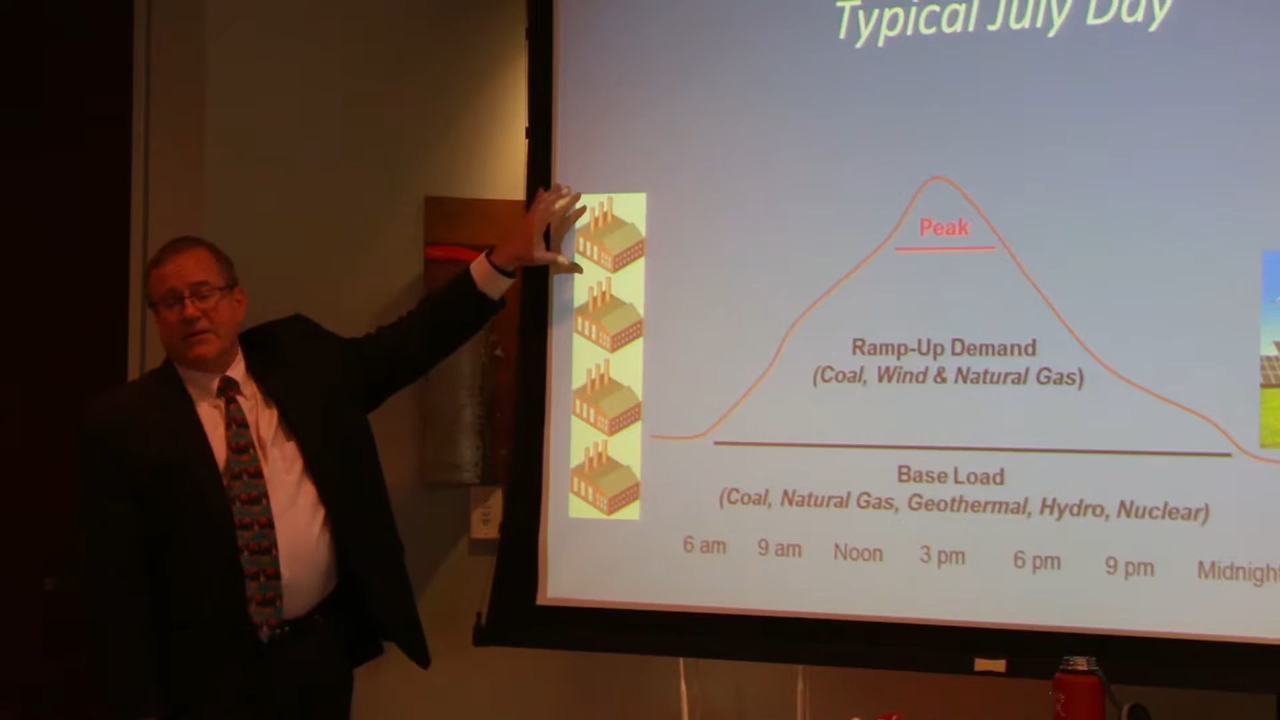 Typical July Day
Peak
Ramp-Up Demand
(Coal, Wind & Natural Gas)
Base Load
(Coal, Natural Gas, Geothermal, Hydro, Nuclear)
6 am 9 am Noon 3 pm 6 pm 9 pm Midnight